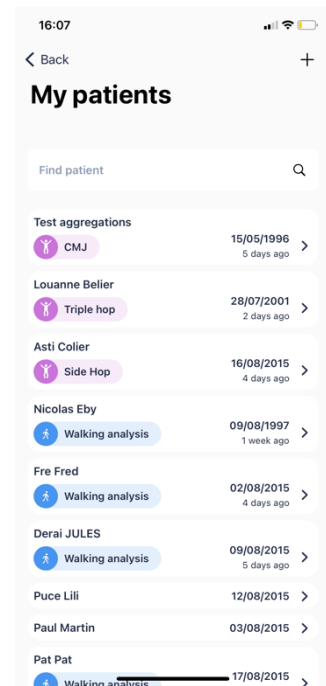 16:07
Back
My patients
Find patient
Test aggregations
CMJ
15/05/1996
5 days ago
Louanne Belier
Triple hop
28/07/2001
2 days ago
Asti Colier
Side Hop
16/08/2015
4 days ago
Nicolas Eby
Walking analysis
09/08/1997
1 week ago
Fre Fred
Walking analysis
02/08/2015
4 days ago
Derai JULES
Walking analysis
09/08/2015
5 days ago
Puce Lili
12/08/2015
Paul Martin
03/08/2015
Pat Pat
Walking analysis
17/08/2015